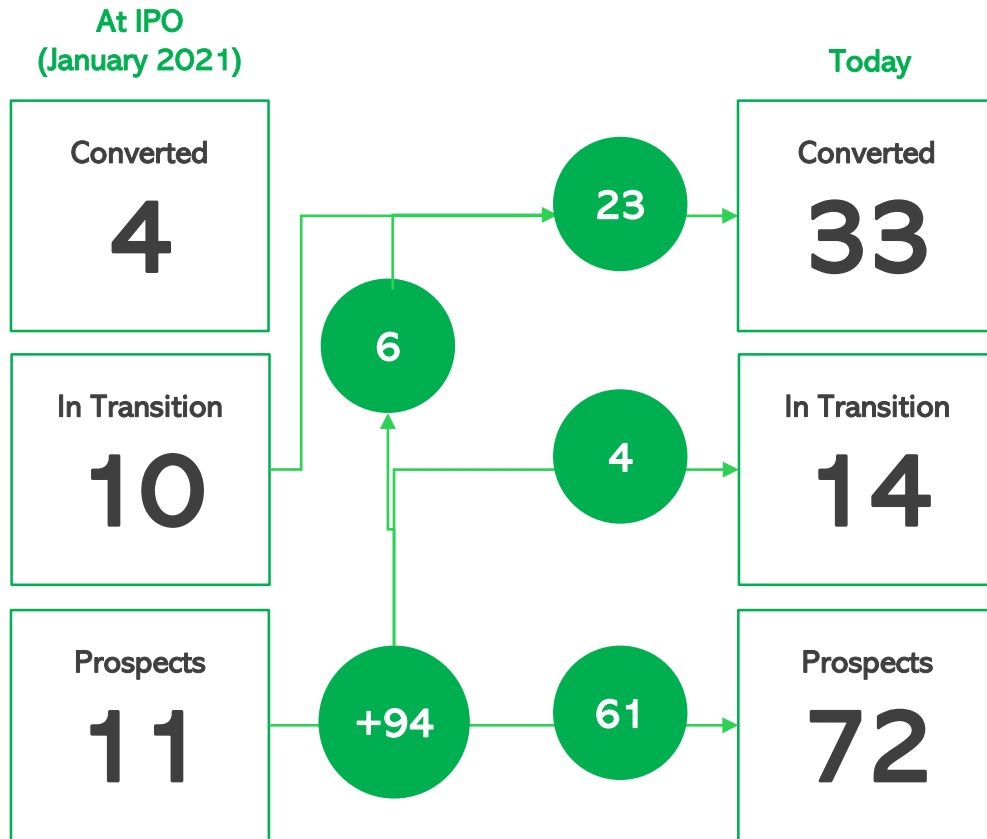 At IPO
(January 2021)
Today
Converted
4
23
Converted
33
6
In Transition
10
4
In Transition
14
Prospects
11
+94
61
Prospects
72